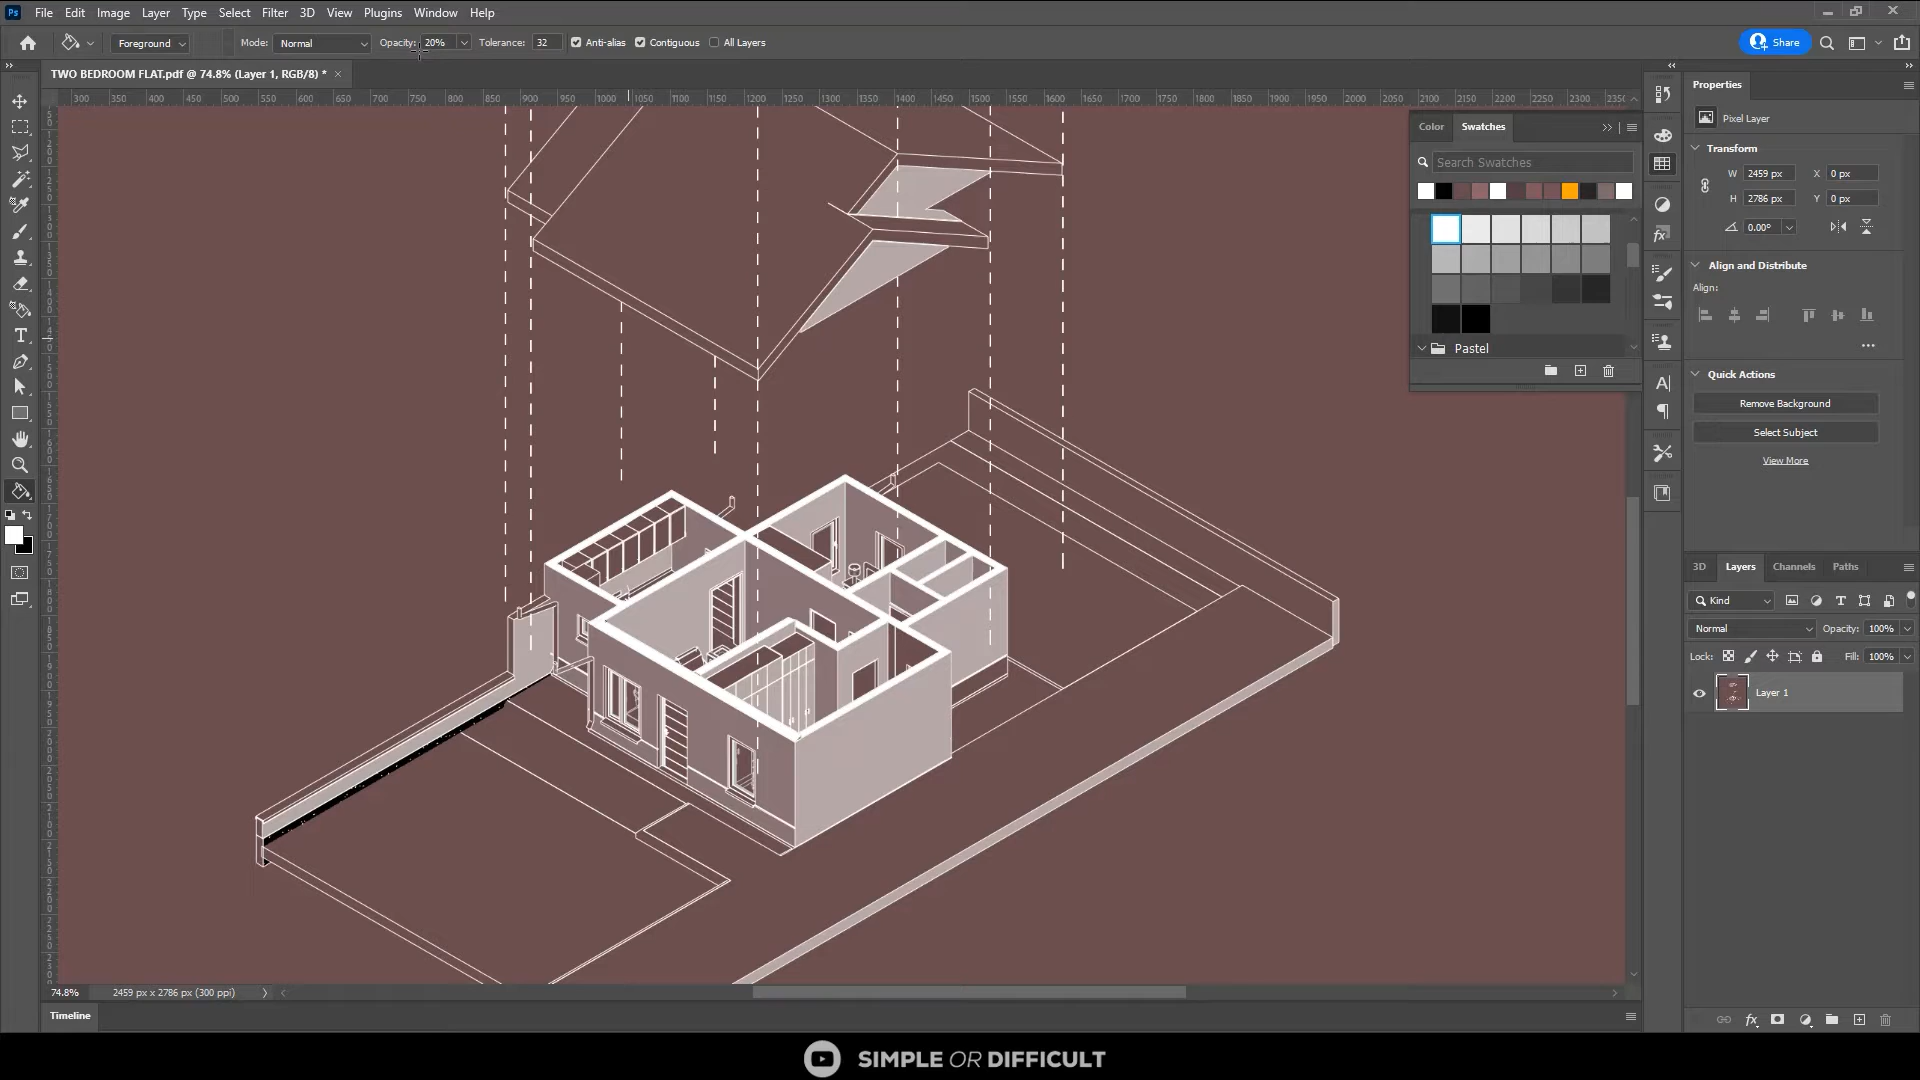 Ps File Edit Image Layer Type Select Filter 3D View Plugins Window Help
Foreground Mode: Normal Opacity: 20% Tolerance: 32 Anti-alias Contiguous All Layers Share
TWO BEDROOM FLAT.pdf @ 74.8% (Layer 1, RGB/8) * ×
300 350 400 450 500 550 600 650 700 750 800 850 900 950 1000 1050 1100 1150 1200 1250 1300 1350 1400 1450 1500 1550 1600 1650 1700 1750 1800 1850 1900 1950 2000 2050 2100 2150 2200 2250 2300 2350
Color Swatches
Search Swatches
Pastel
Properties
Pixel Layer
Transform
W 2459 px X 0 px
H 2786 px Y 0 px
0.00°
Align and Distribute
Align:
Quick Actions
Remove Background
Select Subject
View More
3D Layers Channels Paths
Kind
Normal Opacity: 100%
Lock: Fill: 100%
Layer 1
74.8% 2459 px x 2786 px (300 ppi)
Timeline
SIMPLE OR DIFFICULT